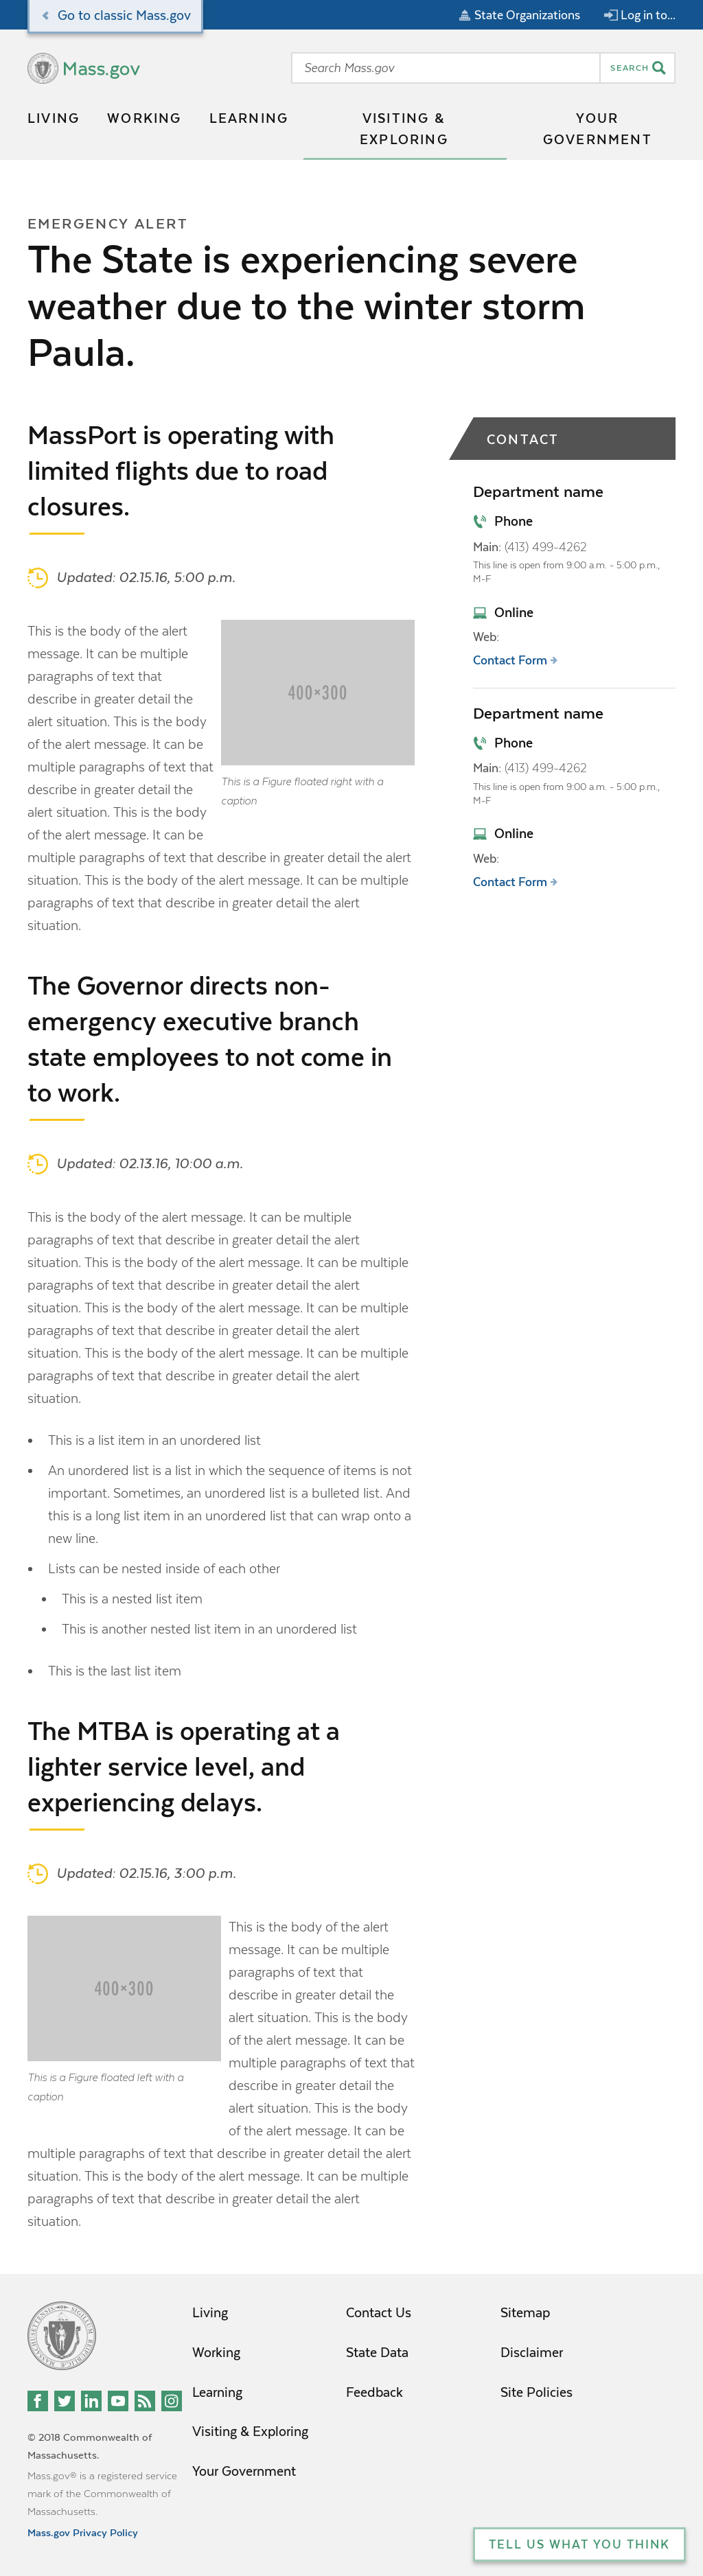 Go to classic Mass.gov
State Organizations
Log in to...
Mass.gov
Search Mass.gov
SEARCH
LIVING
WORKING
LEARNING
VISITING &
EXPLORING
YOUR
GOVERNMENT
EMERGENCY ALERT
The State is experiencing severe
weather due to the winter storm
Paula.
MassPort is operating with
limited flights due to road
closures.
Updated: 02.15.16, 5:00 p.m.
This is the body of the alert
message. It can be multiple
paragraphs of text that
describe in greater detail the
alert situation. This is the body
of the alert message. It can be
multiple paragraphs of text that
describe in greater detail the
alert situation. This is the body
of the alert message. It can be
multiple paragraphs of text that describe in greater detail the alert
situation. This is the body of the alert message. It can be multiple
paragraphs of text that describe in greater detail the alert
situation.
400×300
This is a Figure floated right with a
caption
The Governor directs non-
emergency executive branch
state employees to not come in
to work.
Updated: 02.13.16, 10:00 a.m.
This is the body of the alert message. It can be multiple
paragraphs of text that describe in greater detail the alert
situation. This is the body of the alert message. It can be multiple
paragraphs of text that describe in greater detail the alert
situation. This is the body of the alert message. It can be multiple
paragraphs of text that describe in greater detail the alert
situation. This is the body of the alert message. It can be multiple
paragraphs of text that describe in greater detail the alert
situation.
• This is a list item in an unordered list
• An unordered list is a list in which the sequence of items is not
important. Sometimes, an unordered list is a bulleted list. And
this is a long list item in an unordered list that can wrap onto a
new line.
• Lists can be nested inside of each other
• This is a nested list item
• This is another nested list item in an unordered list
• This is the last list item
The MTBA is operating at a
lighter service level, and
experiencing delays.
Updated: 02.15.16, 3:00 p.m.
400×300
This is a Figure floated left with a
caption
This is the body of the alert
message. It can be multiple
paragraphs of text that
describe in greater detail the
alert situation. This is the body
of the alert message. It can be
multiple paragraphs of text that
describe in greater detail the
alert situation. This is the body
of the alert message. It can be
multiple paragraphs of text that describe in greater detail the alert
situation. This is the body of the alert message. It can be multiple
paragraphs of text that describe in greater detail the alert
situation.
CONTACT
Department name
Phone
Main: (413) 499-4262
This line is open from 9:00 a.m. - 5:00 p.m.,
M-F
Online
Web:
Contact Form
Department name
Phone
Main: (413) 499-4262
This line is open from 9:00 a.m. - 5:00 p.m.,
M-F
Online
Web:
Contact Form
© 2018 Commonwealth of
Massachusetts.
Mass.gov® is a registered service
mark of the Commonwealth of
Massachusetts.
Mass.gov Privacy Policy
Living
Working
Learning
Visiting & Exploring
Your Government
Contact Us
State Data
Feedback
Sitemap
Disclaimer
Site Policies
TELL US WHAT YOU THINK